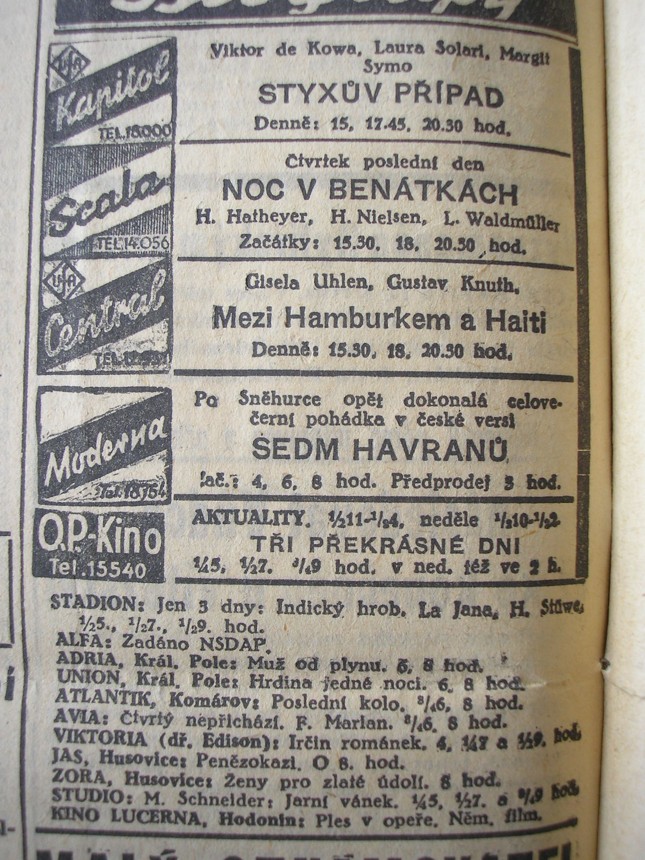 Ufa
Kapitol
TEL.18000
Viktor de Kowa, Laura Solari, Margit
Symo
STYXŮV PŘÍPAD
Denně: 15, 17.45, 20.30 hod.
Scala
TEL.14.056
Čtvrtek poslední den
NOC V BENÁTKÁCH
H. Hatheyer, H. Nielsen, L. Waldmüller
Začátky: 15.30, 18, 20.30 hod.
Ufa
Central
Gisela Uhlen, Gustav Knuth,
Mezi Hamburkem a Haiti
Denně: 15.30, 18, 20.30 hod.
Moderna
Tel. 18.164
Po Sněhurce opět dokonalá celove-
černí pohádka v české versi
SEDM HAVRANŮ
Zač.: 4, 6, 8 hod. Předprodej 3 hod.
O.P.-Kino
Tel. 15540
AKTUALITY. ½11-¹/₂4, neděle ¹/₂10-¹/₂2
TŘI PŘEKRÁSNÉ DNI
¼5, ½7. ³/₄9 hod. v ned. též ve 2 h.
STADION: Jen 3 dny: Indický hrob. La Jana, H. Stüwe,
½5., ¹/₂7., ¹/₂9. hod.
ALFA: Zadáno NSDAP.
ADRIA, Král. Pole: Muž od plynu. 6, 8 hod.
UNION, Král. Pole: Hrdina jedné noci. 6, 8 hod.
ATLANTIK, Komárov: Poslední kolo. ³/₄6, 8 hod.
AVIA: Čtvrtý nepřichází. F. Marian. ³/₄6. 8 hod.
VIKTORIA (dř. Edison): Irčin románek. 4, ¼7 a ½9. hod.
JAS, Husovice: Penězokazi. O 8. hod.
ZORA, Husovice: Ženy pro zlaté údolí. 8 hod.
STUDIO: M. Schneider: Jarní vánek. ¼5, ½7. a ³/₄9 hod.
KINO LUCERNA, Hodonín: Ples v opeře. Něm. film.